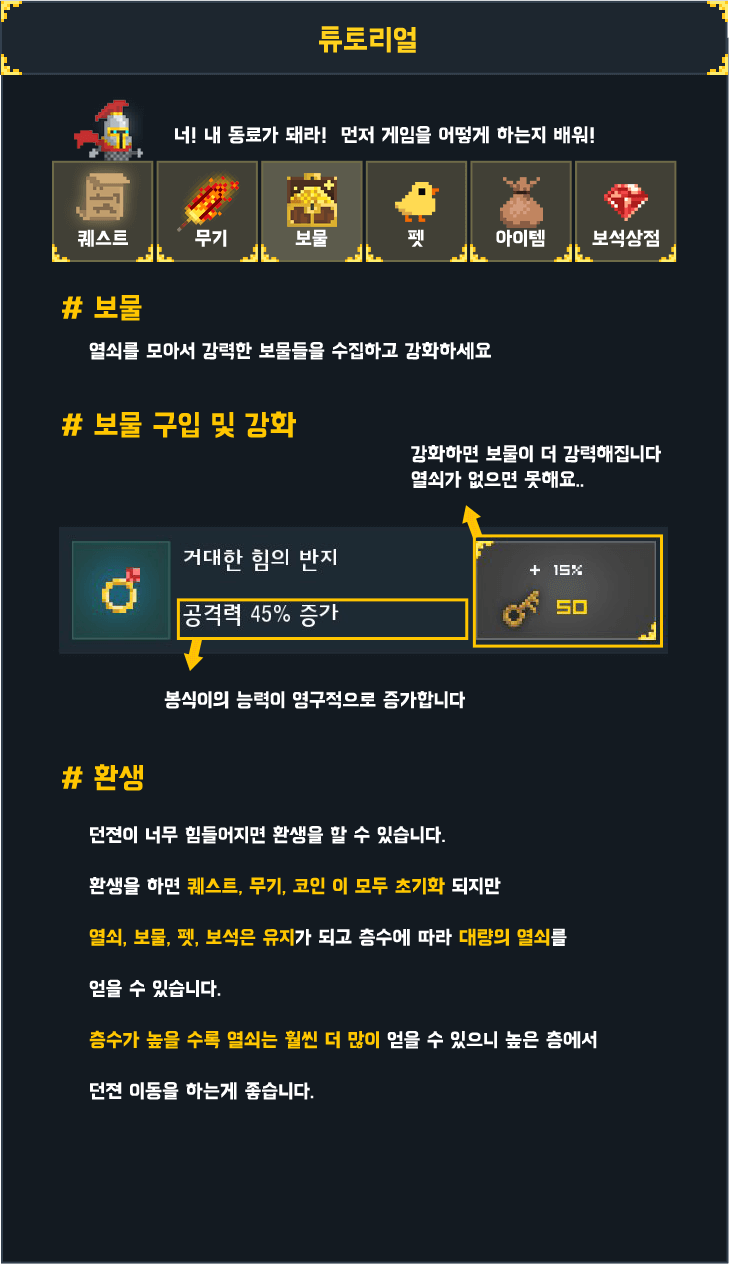 튜토리얼
너! 내 동료가 돼라! 먼저 게임을 어떻게 하는지 배워!
퀘스트 무기 보물 펫 아이템 보석상점
# 보물
열쇠를 모아서 강력한 보물들을 수집하고 강화하세요
# 보물 구입 및 강화
강화하면 보물이 더 강력해집니다
열쇠가 없으면 못해요..
거대한 힘의 반지
+ 15%
공격력 45% 증가
50
봉식이의 능력이 영구적으로 증가합니다
# 환생
던젼이 너무 힘들어지면 환생을 할 수 있습니다.
환생을 하면 퀘스트, 무기, 코인 이 모두 초기화 되지만
열쇠, 보물, 펫, 보석은 유지가 되고 층수에 따라 대량의 열쇠를
얻을 수 있습니다.
층수가 높을 수록 열쇠는 훨씬 더 많이 얻을 수 있으니 높은 층에서
던젼 이동을 하는게 좋습니다.